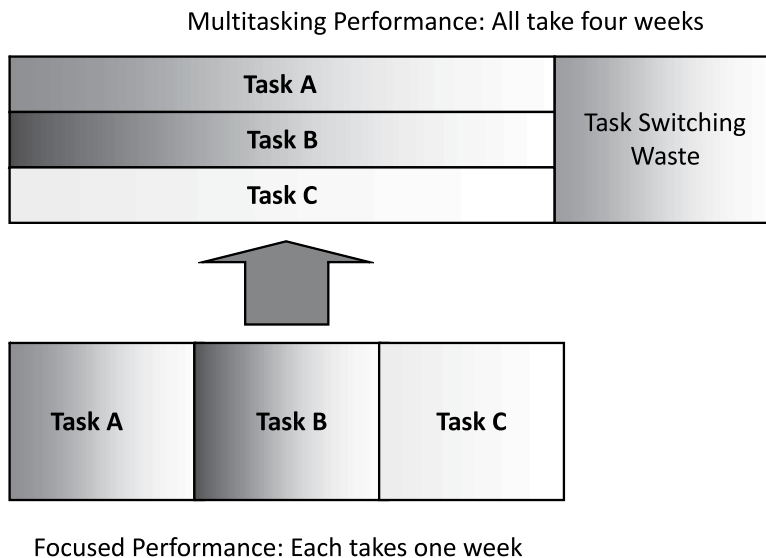 Multitasking Performance: All take four weeks
Task A
Task B
Task C
Task Switching
Waste
Task A
Task B
Task C
Focused Performance: Each takes one week